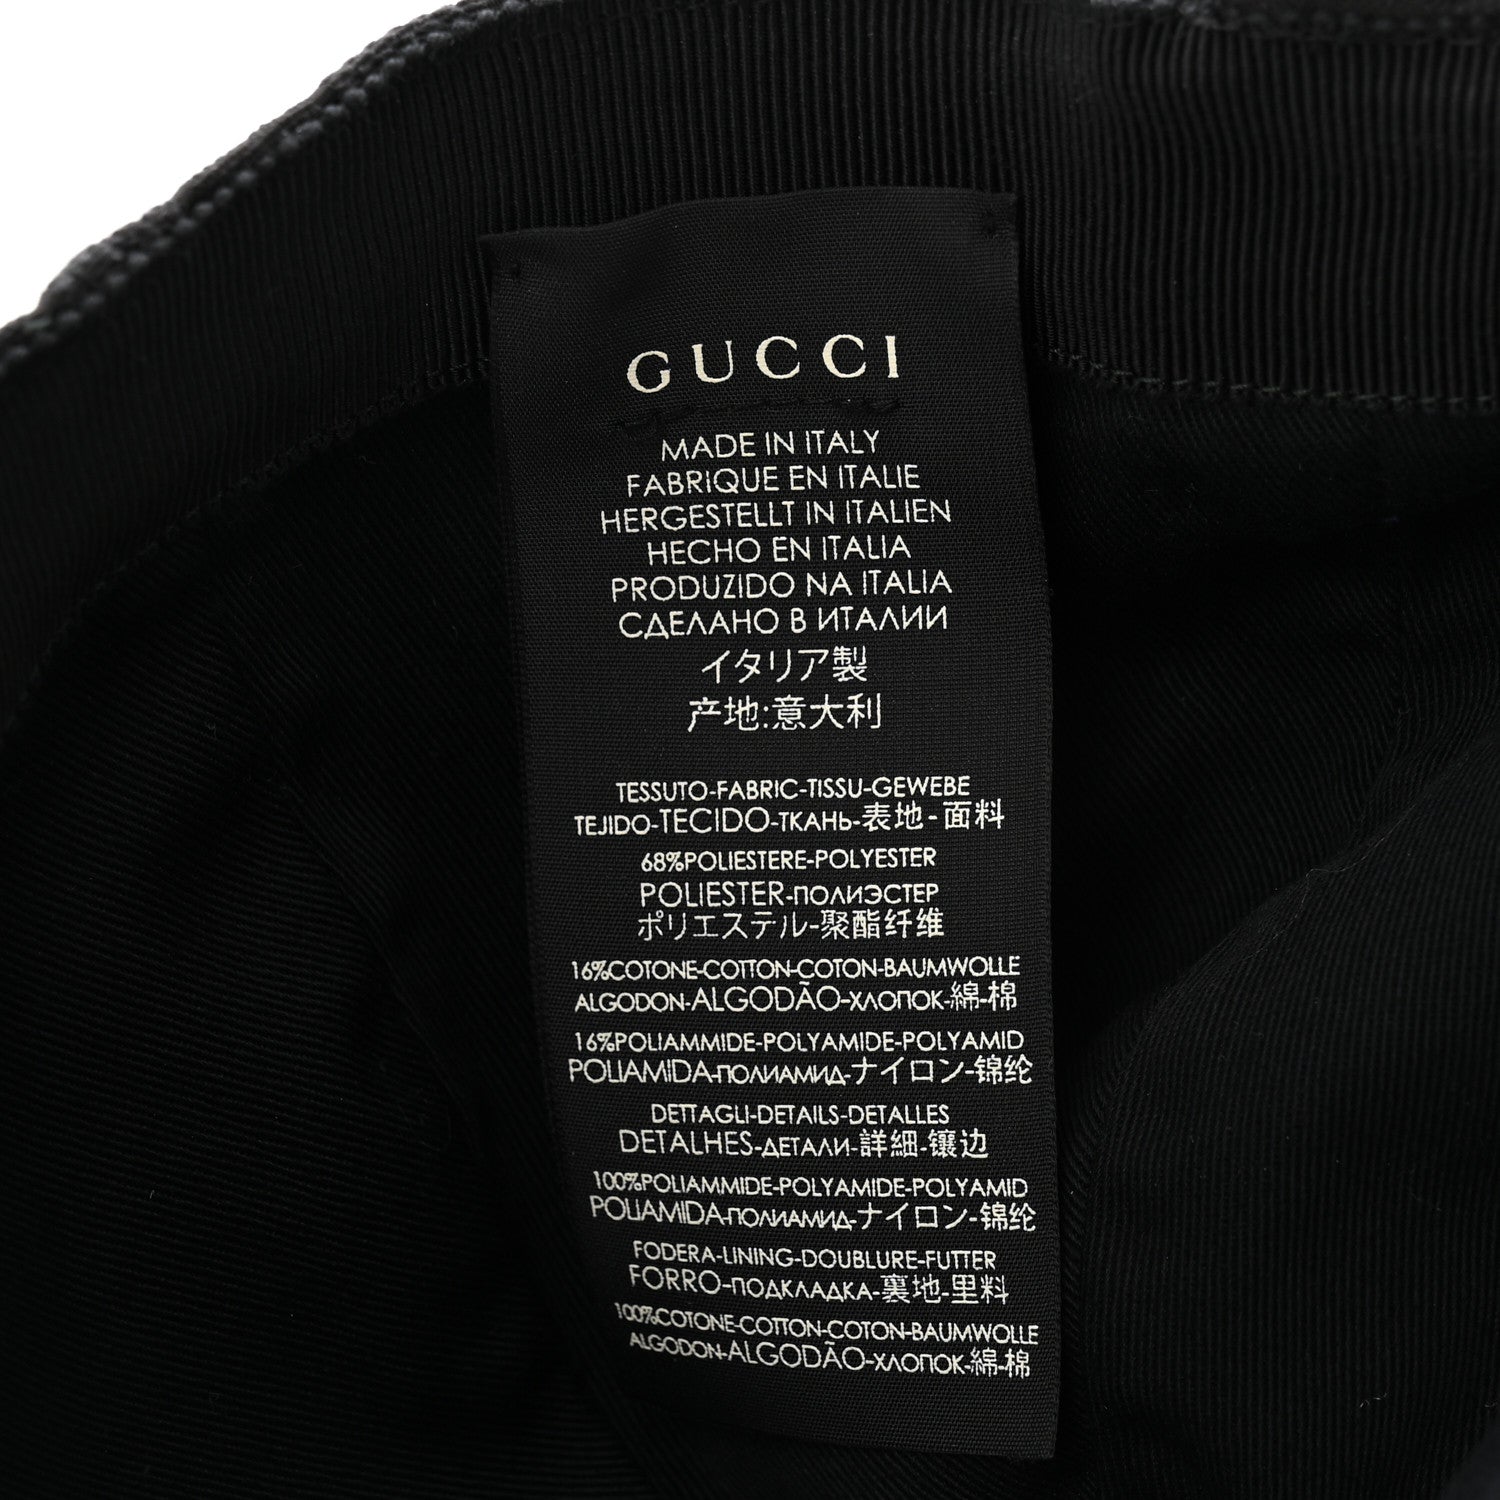 GUCCI
MADE IN ITALY
FABRIQUE EN ITALIE
HERGESTELLT IN ITALIEN
HECHO EN ITALIA
PRODUZIDO NA ITALIA
СДЕЛАНО В ИТАЛИИ
イタリア製
产地:意大利
TESSUTO-FABRIC-TISSU-GEWEBE
TEJIDO-TECIDO-ТКАНЬ-表地-面料
68%POLIESTERE-POLYESTER
POLIESTER-ПОЛИЭСТЕР
ポリエステル-聚酯纤维
16%COTONE-COTTON-COTON-BAUMWOLLE
ALGODON-ALGODÃO-ХЛОПОК-綿-棉
16%POLIAMMIDE-POLYAMIDE-POLYAMID
POLIAMIDA-ПОЛИАМИД-ナイロン-锦纶
DETTAGLI-DETAILS-DETALLES
DETALHES-ДЕТАЛИ-詳細-镶边
100%POLIAMMIDE-POLYAMIDE-POLYAMID
POLIAMIDA-ПОЛИАМИД-ナイロン-锦纶
FODERA-LINING-DOUBLURE-FUTTER
FORRO-ПОДКЛАДКА-裏地-里料
100%COTONE-COTTON-COTON-BAUMWOLLE
ALGODON-ALGODÃO-ХЛОПОК-綿-棉